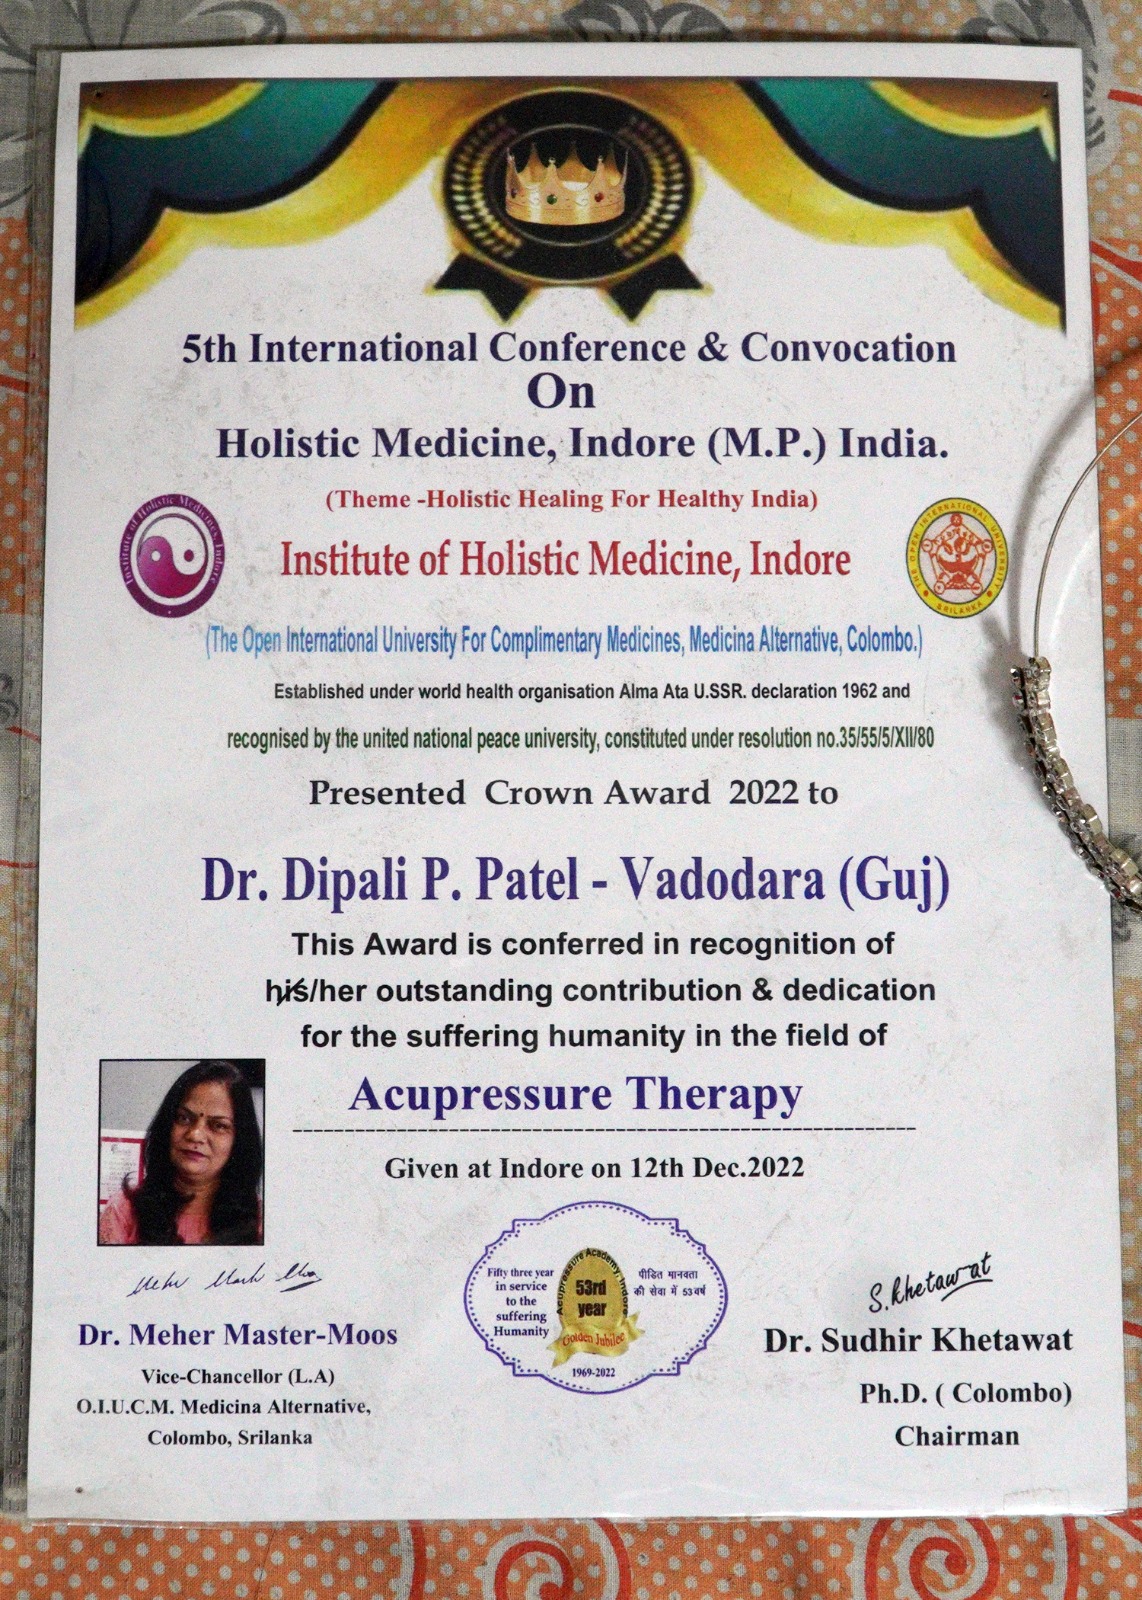 5th International Conference & Convocation
On
Holistic Medicine, Indore (M.P.) India.
(Theme -Holistic Healing For Healthy India)
Institute of Holistic Medicines, Indore
Institute of Holistic Medicine, Indore
THE OPEN INTERNATIONAL UNIVERSITY
SRILANKA
(The Open International University For Complimentary Medicines, Medicina Alternative, Colombo.)
Established under world health organisation Alma Ata U.SSR. declaration 1962 and
recognised by the united national peace university, constituted under resolution no.35/55/5/XII/80
Presented Crown Award 2022 to
Dr. Dipali P. Patel - Vadodara (Guj)
This Award is conferred in recognition of
his/her outstanding contribution & dedication
for the suffering humanity in the field of
Acupressure Therapy
Given at Indore on 12th Dec.2022
Fifty three year
in service
to the
suffering
Humanity
Acupressure Academy, Indore
53rd
year
Golden Jubilee
पीडित मानवता
की सेवा में 53 वर्ष
1969-2022
Dr. Meher Master-Moos
Vice-Chancellor (L.A)
O.I.U.C.M. Medicina Alternative,
Colombo, Srilanka
S. Khetawat
Dr. Sudhir Khetawat
Ph.D. ( Colombo)
Chairman